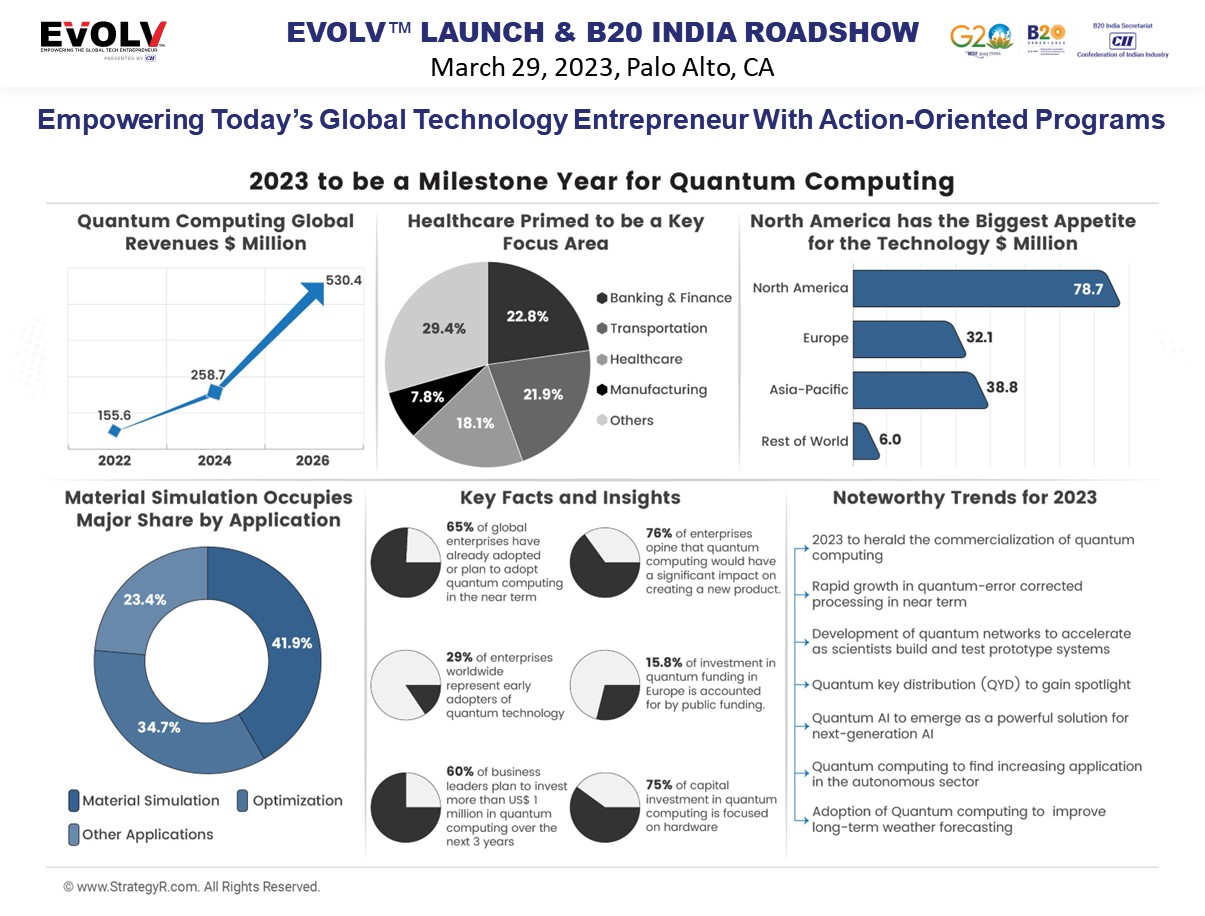 EVOLV™
EMPOWERING THE GLOBAL TECH ENTREPRENEUR
PRESENTED BY CII
EVOLV™ LAUNCH & B20 INDIA ROADSHOW
March 29, 2023, Palo Alto, CA
G20
B20
B20 India Secretariat
CII
Confederation of Indian Industry
Empowering Today's Global Technology Entrepreneur With Action-Oriented Programs
2023 to be a Milestone Year for Quantum Computing
Quantum Computing Global
Revenues $ Million
530.4
258.7
155.6
2022
2024
2026
Healthcare Primed to be a Key
Focus Area
22.8%
29.4%
21.9%
7.8%
18.1%
Banking & Finance
Transportation
Healthcare
Manufacturing
Others
North America has the Biggest Appetite
for the Technology $ Million
North America
78.7
Europe
32.1
Asia-Pacific
38.8
Rest of World
6.0
Material Simulation Occupies
Major Share by Application
23.4%
41.9%
34.7%
Material Simulation
Optimization
Other Applications
Key Facts and Insights
65% of global
enterprises have
already adopted
or plan to adopt
quantum computing
in the near term
76% of enterprises
opine that quantum
computing would have
a significant impact on
creating a new product.
29% of enterprises
worldwide
represent early
adopters of
quantum technology
15.8% of investment in
quantum funding in
Europe is accounted
for by public funding.
60% of business
leaders plan to invest
more than US$ 1
million in quantum
computing over the
next 3 years
75% of capital
investment in quantum
computing is focused
on hardware
Noteworthy Trends for 2023
2023 to herald the commercialization of quantum
computing
Rapid growth in quantum-error corrected
processing in near term
Development of quantum networks to accelerate
as scientists build and test prototype systems
Quantum key distribution (QYD) to gain spotlight
Quantum AI to emerge as a powerful solution for
next-generation AI
Quantum computing to find increasing application
in the autonomous sector
Adoption of Quantum computing to improve
long-term weather forecasting
© www.StrategyR.com. All Rights Reserved.